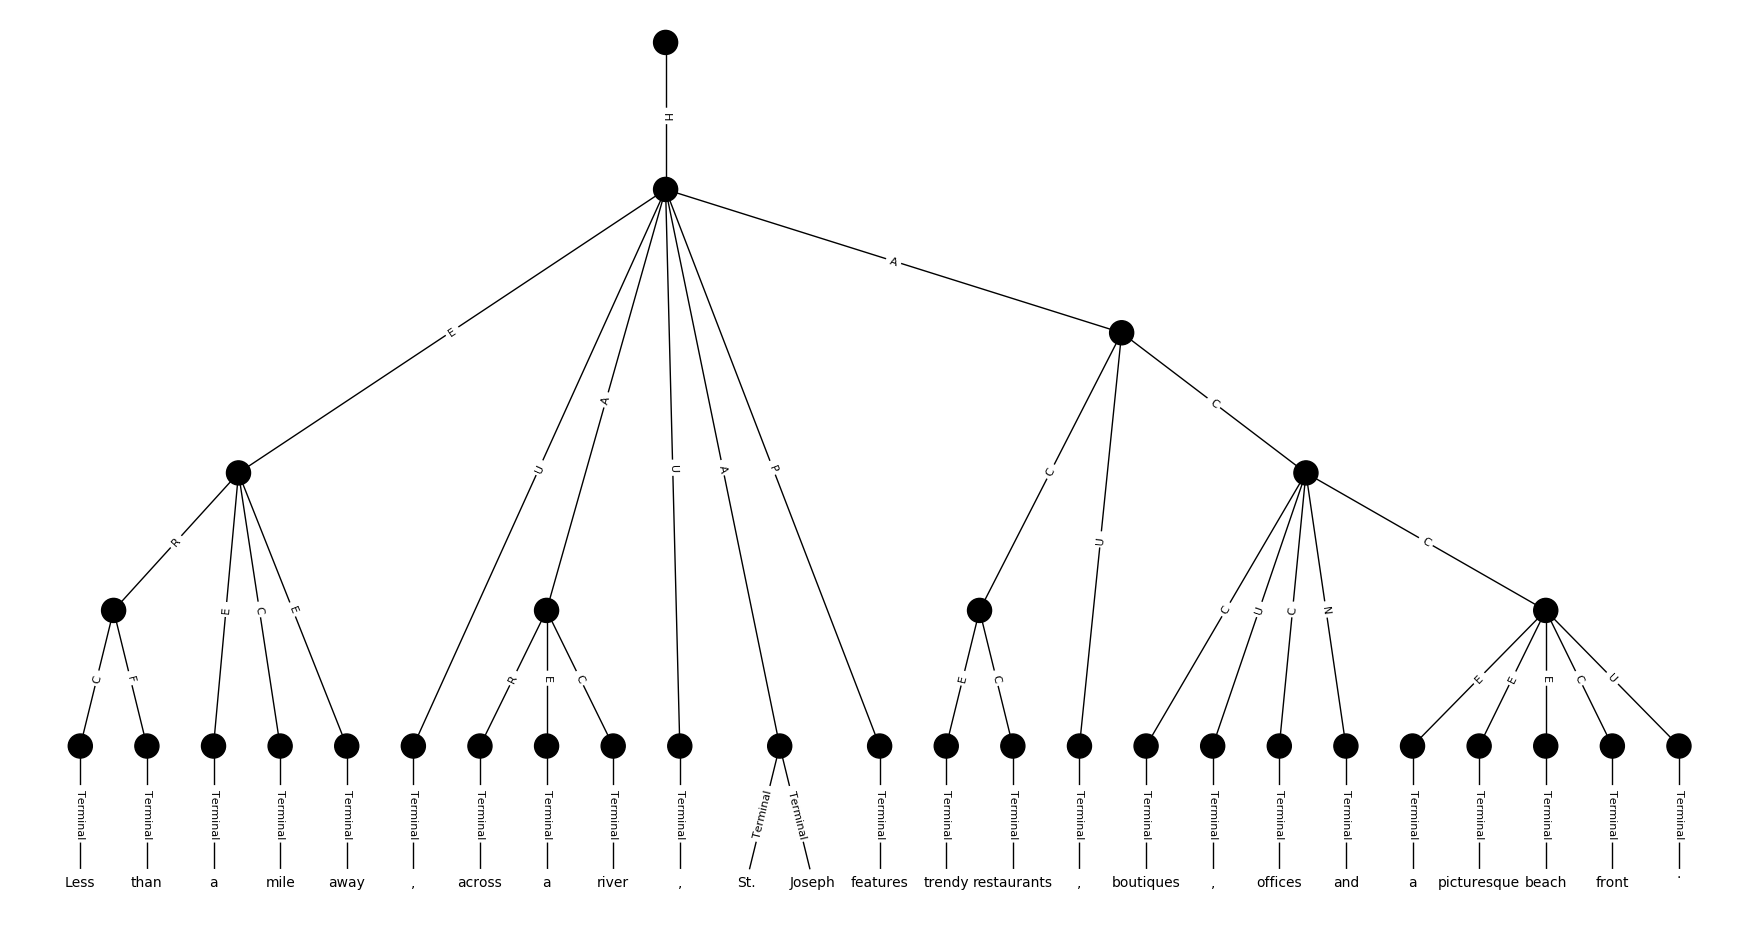 H
A
E
A
C
U
U
A
P
C
R
U
E
C
E
C
U
C
N
C
C
F
R
E
C
E
C
E
E
E
C
U
Terminal Terminal Terminal Terminal Terminal Terminal Terminal Terminal Terminal Terminal Terminal Terminal Terminal Terminal Terminal Terminal Terminal Terminal Terminal Terminal Terminal Terminal Terminal Terminal Terminal
Less than a mile away , across a river , St. Joseph features trendy restaurants , boutiques , offices and a picturesque beach front .